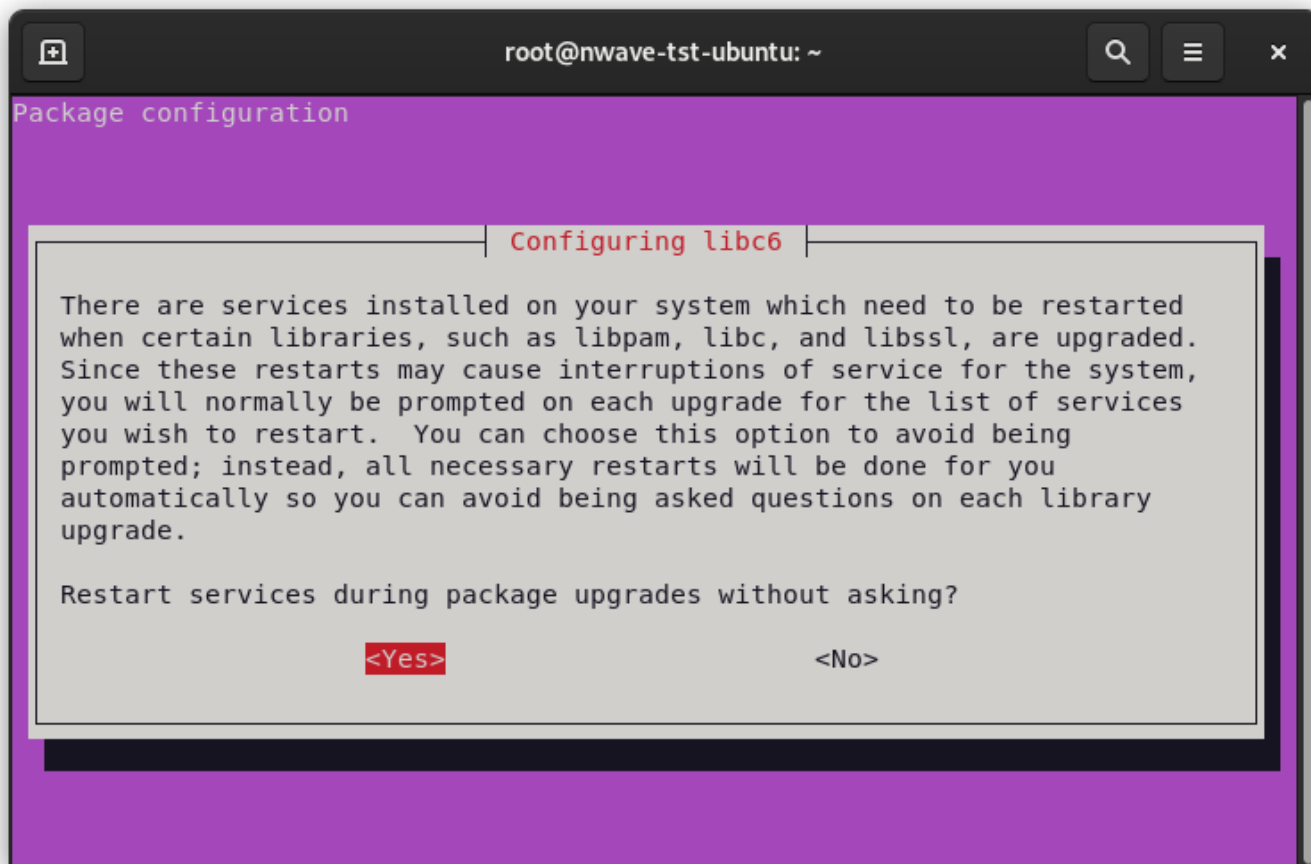 root@nwave-tst-ubuntu: ~
Package configuration
Configuring libc6
There are services installed on your system which need to be restarted
when certain libraries, such as libpam, libc, and libssl, are upgraded.
Since these restarts may cause interruptions of service for the system,
you will normally be prompted on each upgrade for the list of services
you wish to restart.  You can choose this option to avoid being
prompted; instead, all necessary restarts will be done for you
automatically so you can avoid being asked questions on each library
upgrade.
Restart services during package upgrades without asking?
<Yes> <No>